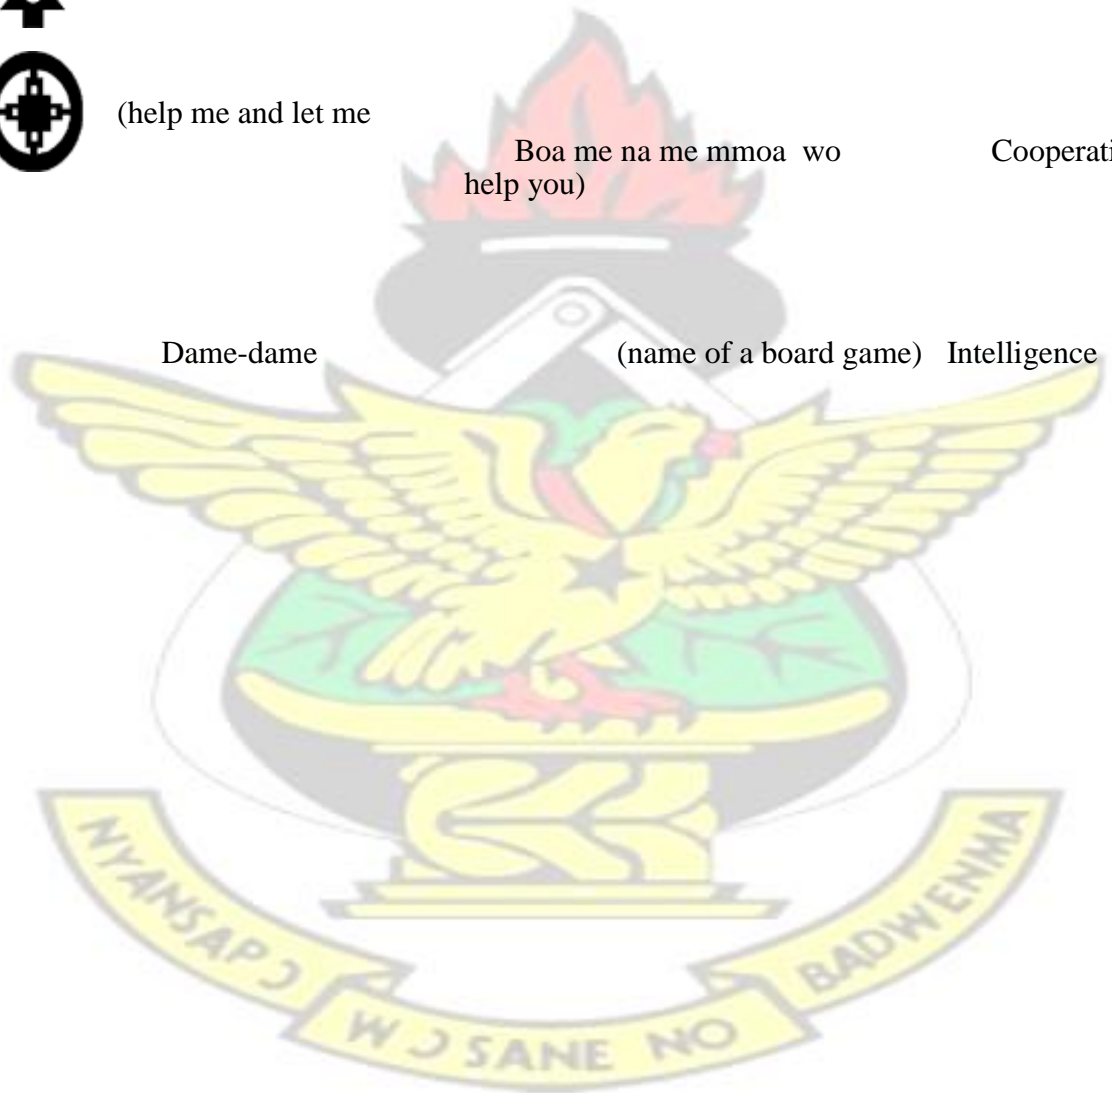 (help me and let me
Boa me na me mmoa wo Cooperati
help you)
Dame-dame (name of a board game) Intelligence
NYANSAPƆ WƆSANE NO BADWENMA